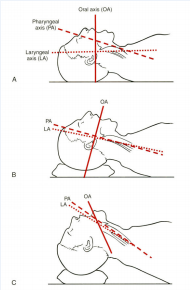 Oral axis (OA)
Pharyngeal
axis (PA)
Laryngeal
axis (LA)
A
OA
PA
LA
B
PA
OA
LA
C